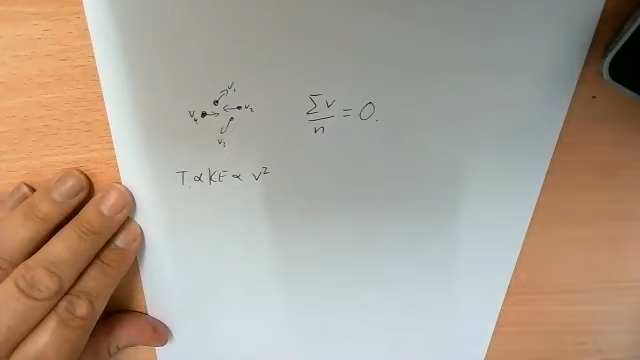 V₁
V₄ V₂
V₃
Σv/n = 0.
T ∝ KE ∝ v²